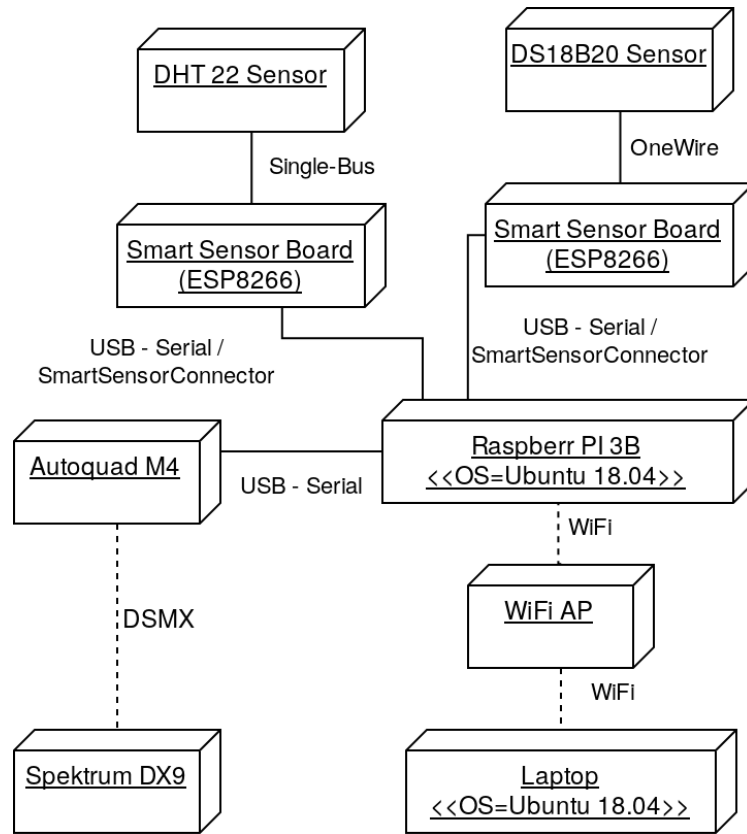 DHT 22 Sensor
DS18B20 Sensor
Single-Bus
OneWire
Smart Sensor Board
(ESP8266)
Smart Sensor Board
(ESP8266)
USB - Serial /
SmartSensorConnector
USB - Serial /
SmartSensorConnector
Autoquad M4
USB - Serial
Raspberr PI 3B
<<OS=Ubuntu 18.04>>
WiFi
WiFi AP
DSMX
WiFi
Spektrum DX9
Laptop
<<OS=Ubuntu 18.04>>